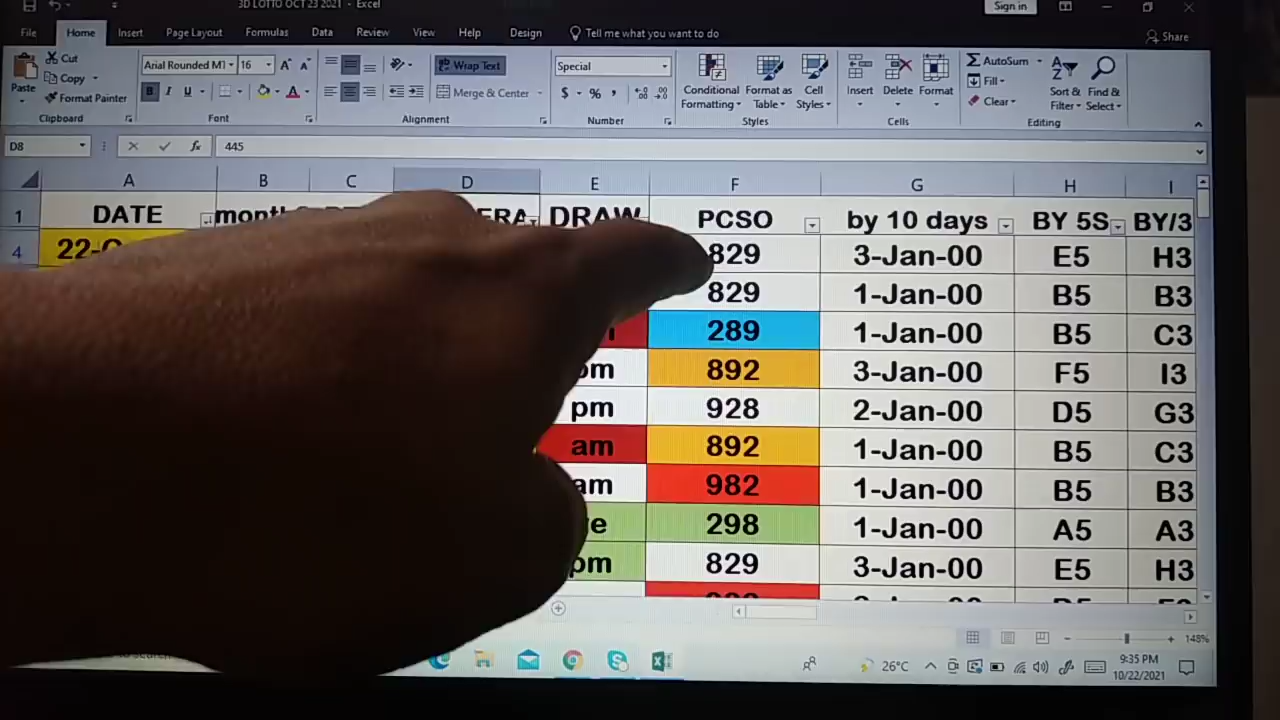 3D LOTTO OCT 23 2021 - Excel
Sign in
File Home Insert Page Layout Formulas Data Review View Help Design Tell me what you want to do
Share
Cut
Copy
Format Painter
Paste
Clipboard
Arial Rounded MT 16
B I U
Font
Wrap Text
Merge & Center
Alignment
Special
$ % ,
Number
Conditional Formatting
Format as Table
Cell Styles
Styles
Insert Delete Format
Cells
AutoSum
Fill
Clear
Sort & Filter
Find & Select
Editing
D8 fx 445
A B C D E F G H I
1 DATE DRAW PCSO by 10 days BY 5S BY/3
4 829 3-Jan-00 E5 H3
829 1-Jan-00 B5 B3
289 1-Jan-00 B5 C3
pm 892 3-Jan-00 F5 I3
pm 928 2-Jan-00 D5 G3
am 892 1-Jan-00 B5 C3
am 982 1-Jan-00 B5 B3
298 1-Jan-00 A5 A3
pm 829 3-Jan-00 E5 H3
148%
26°C
9:35 PM
10/22/2021